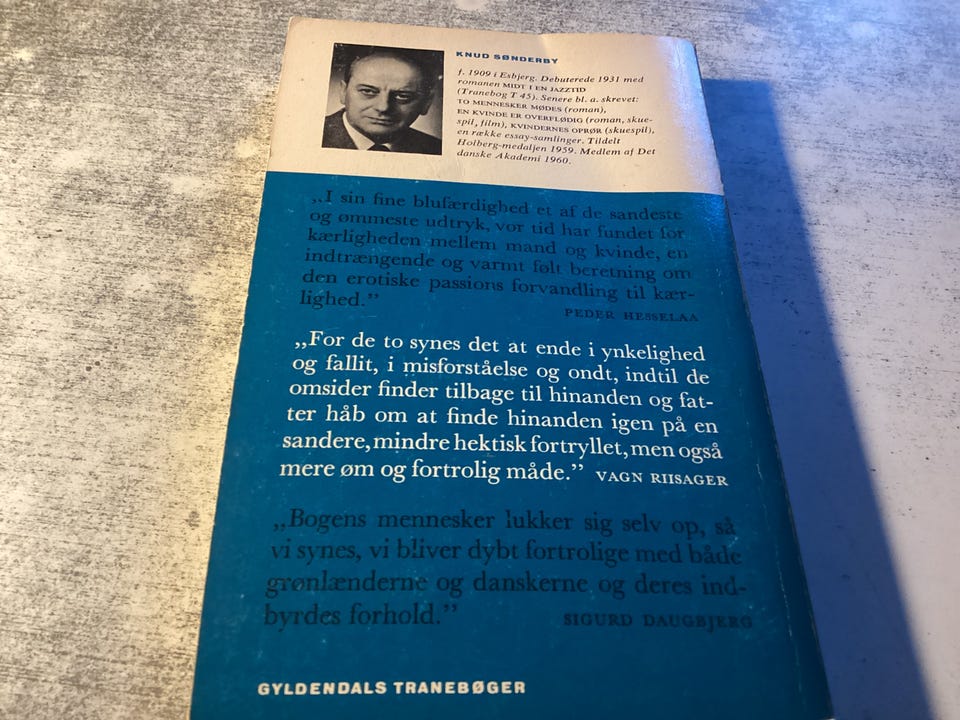 KNUD SØNDERBY
f. 1909 i Esbjerg. Debuterede 1931 med
romanen MIDT I EN JAZZTID
(Tranebog T 45). Senere bl. a. skrevet:
TO MENNESKER MØDES (roman),
EN KVINDE ER OVERFLØDIG (roman, skue-
spil, film), KVINDERNES OPRØR (skuespil),
en række essay-samlinger. Tildelt
Holberg-medaljen 1959. Medlem af Det
danske Akademi 1960.
„I sin fine blufærdighed et af de sandeste
og ømmeste udtryk, vor tid har fundet for
kærligheden mellem mand og kvinde, en
indtrængende og varmt følt beretning om
den erotiske passions forvandling til kær-
lighed.”
PEDER HESSELAA
„For de to synes det at ende i ynkelighed
og fallit, i misforståelse og ondt, indtil de
omsider finder tilbage til hinanden og fat-
ter håb om at finde hinanden igen på en
sandere, mindre hektisk fortryllet, men også
mere øm og fortrolig måde.” VAGN RIISAGER
„Bogens mennesker lukker sig selv op, så
vi synes, vi bliver dybt fortrolige med både
grønlænderne og danskerne og deres ind-
byrdes forhold.” SIGURD DAUGBJERG
GYLDENDALS TRANEBØGER